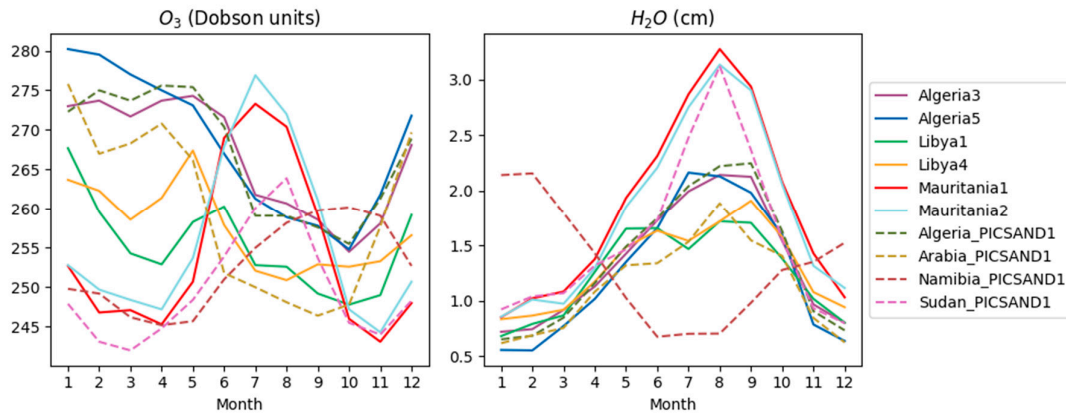 O₃ (Dobson units)
H₂O (cm)
280
275
270
265
260
255
250
245
1 2 3 4 5 6 7 8 9 10 11 12
Month
3.0
2.5
2.0
1.5
1.0
0.5
1 2 3 4 5 6 7 8 9 10 11 12
Month
Algeria3
Algeria5
Libya1
Libya4
Mauritania1
Mauritania2
Algeria_PICSAND1
Arabia_PICSAND1
Namibia_PICSAND1
Sudan_PICSAND1